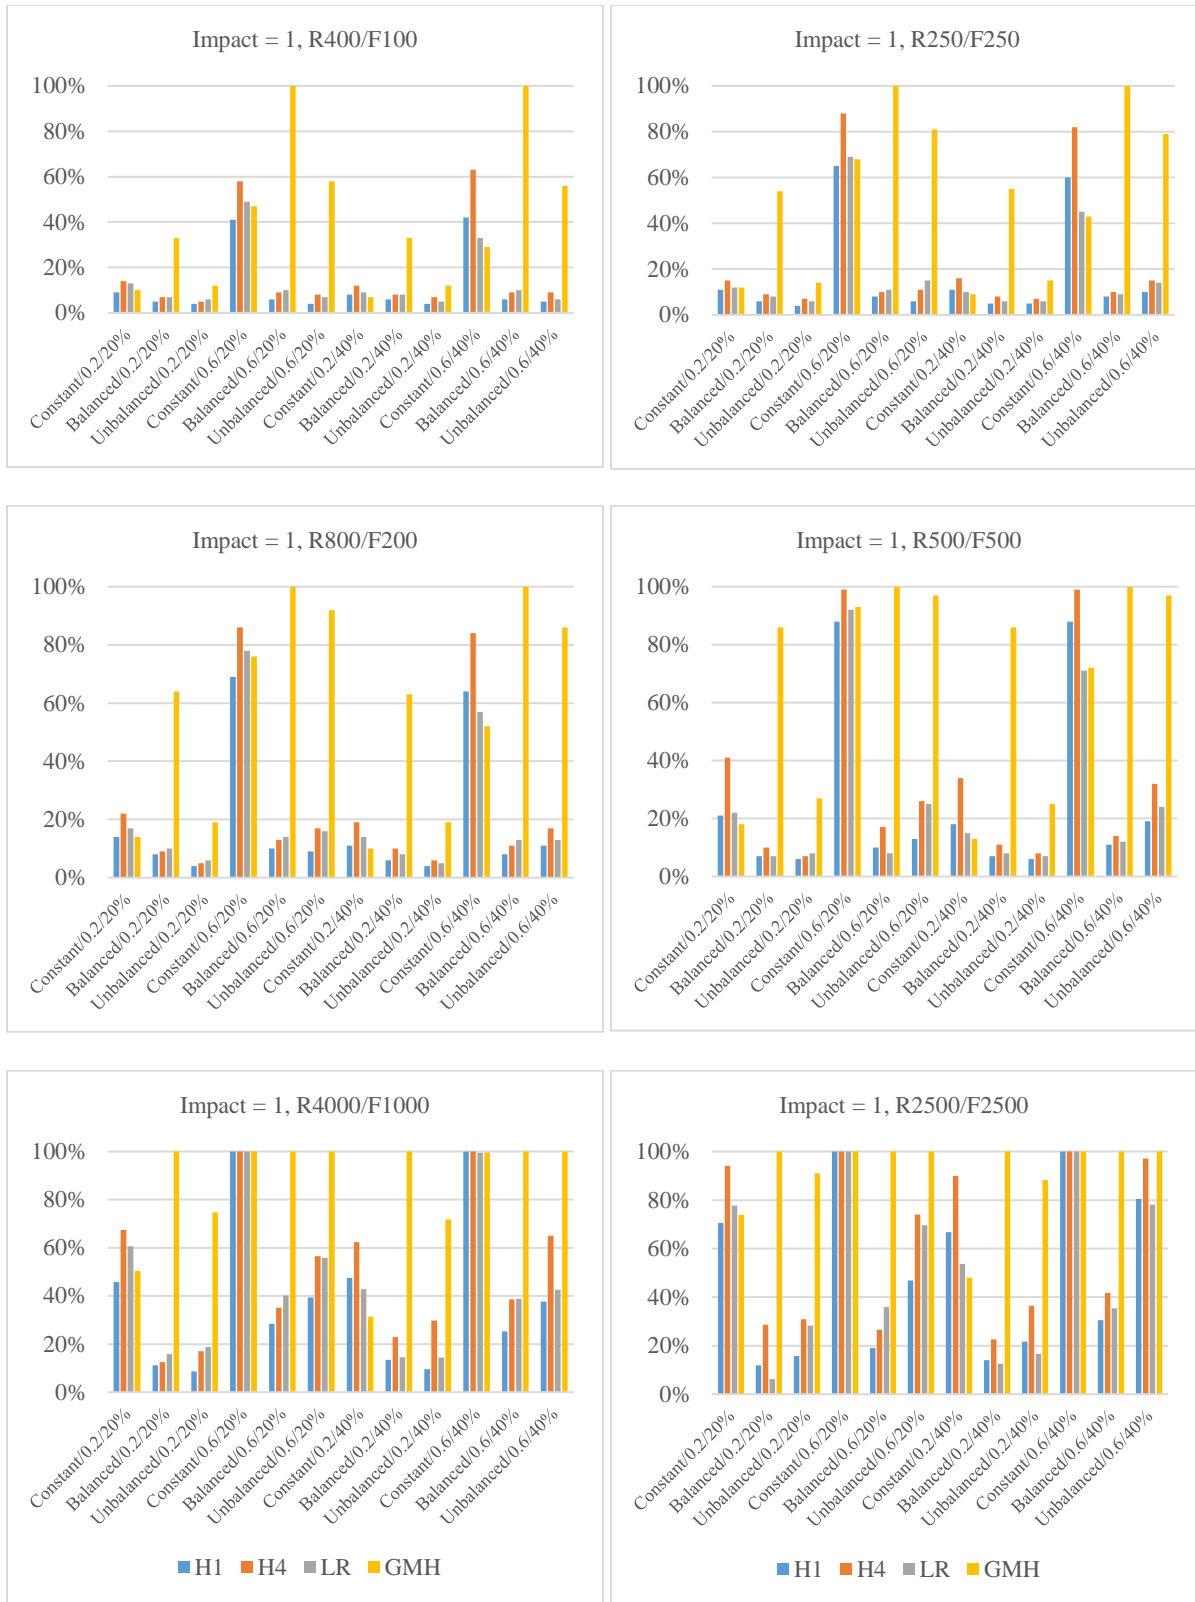 Impact = 1, R400/F100
100%
80%
60%
40%
20%
0%
Constant/0.2/20%
Balanced/0.2/20%
Unbalanced/0.2/20%
Constant/0.6/20%
Balanced/0.6/20%
Unbalanced/0.6/20%
Constant/0.2/40%
Balanced/0.2/40%
Unbalanced/0.2/40%
Constant/0.6/40%
Balanced/0.6/40%
Unbalanced/0.6/40%
Impact = 1, R250/F250
100%
80%
60%
40%
20%
0%
Constant/0.2/20%
Balanced/0.2/20%
Unbalanced/0.2/20%
Constant/0.6/20%
Balanced/0.6/20%
Unbalanced/0.6/20%
Constant/0.2/40%
Balanced/0.2/40%
Unbalanced/0.2/40%
Constant/0.6/40%
Balanced/0.6/40%
Unbalanced/0.6/40%
Impact = 1, R800/F200
100%
80%
60%
40%
20%
0%
Constant/0.2/20%
Balanced/0.2/20%
Unbalanced/0.2/20%
Constant/0.6/20%
Balanced/0.6/20%
Unbalanced/0.6/20%
Constant/0.2/40%
Balanced/0.2/40%
Unbalanced/0.2/40%
Constant/0.6/40%
Balanced/0.6/40%
Unbalanced/0.6/40%
Impact = 1, R500/F500
100%
80%
60%
40%
20%
0%
Constant/0.2/20%
Balanced/0.2/20%
Unbalanced/0.2/20%
Constant/0.6/20%
Balanced/0.6/20%
Unbalanced/0.6/20%
Constant/0.2/40%
Balanced/0.2/40%
Unbalanced/0.2/40%
Constant/0.6/40%
Balanced/0.6/40%
Unbalanced/0.6/40%
Impact = 1, R4000/F1000
100%
80%
60%
40%
20%
0%
Constant/0.2/20%
Balanced/0.2/20%
Unbalanced/0.2/20%
Constant/0.6/20%
Balanced/0.6/20%
Unbalanced/0.6/20%
Constant/0.2/40%
Balanced/0.2/40%
Unbalanced/0.2/40%
Constant/0.6/40%
Balanced/0.6/40%
Unbalanced/0.6/40%
H1 H4 LR GMH
Impact = 1, R2500/F2500
100%
80%
60%
40%
20%
0%
Constant/0.2/20%
Balanced/0.2/20%
Unbalanced/0.2/20%
Constant/0.6/20%
Balanced/0.6/20%
Unbalanced/0.6/20%
Constant/0.2/40%
Balanced/0.2/40%
Unbalanced/0.2/40%
Constant/0.6/40%
Balanced/0.6/40%
Unbalanced/0.6/40%
H1 H4 LR GMH